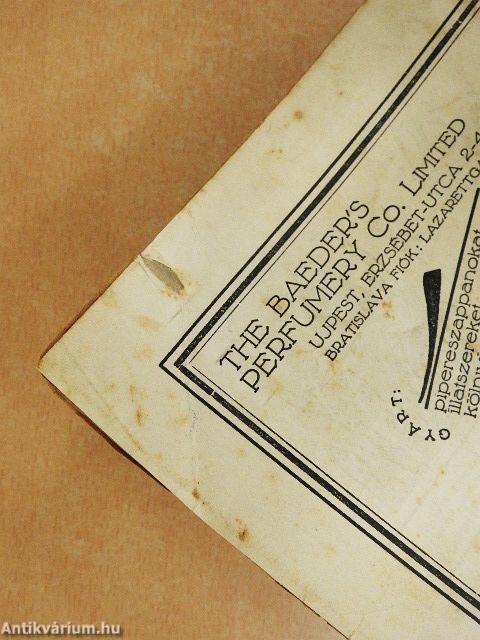 THE BAEDER'S
PERFUMERY Co. LIMITED
UJPEST, ERZSÉBET-UTCA 2-4
BRATISLAVA FIÓK: LAZARETTGA
GYÁRT:
pipereszappanokat
illatszereket
Antikvárium.hu